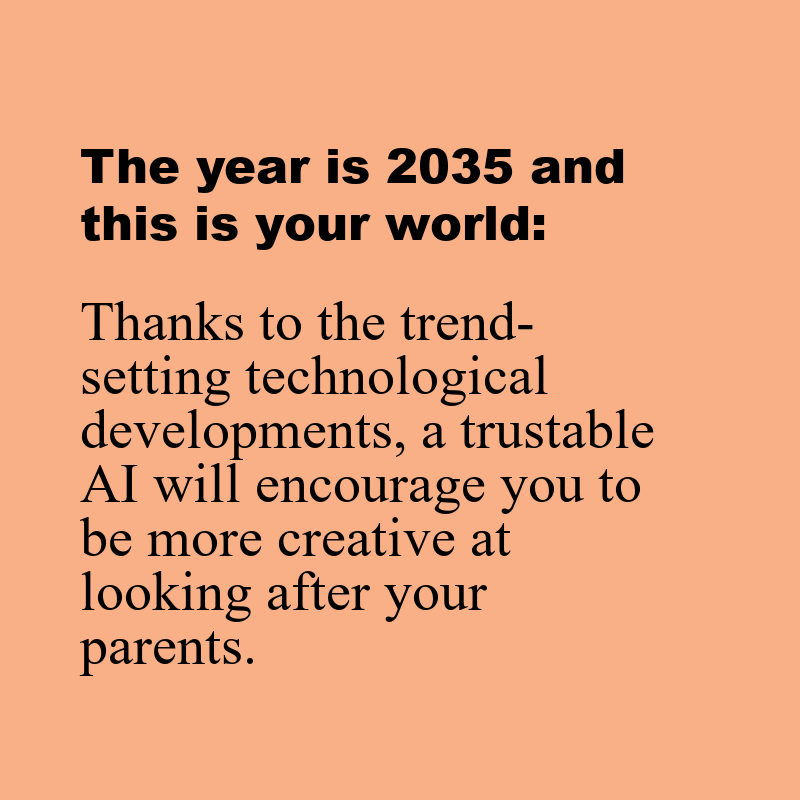 The year is 2035 and
this is your world:
Thanks to the trend-
setting technological
developments, a trustable
AI will encourage you to
be more creative at
looking after your
parents.